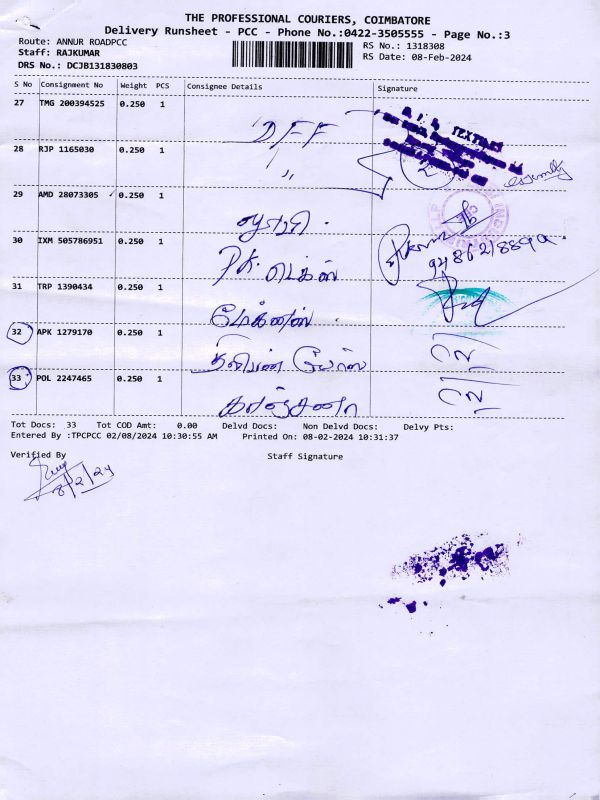 THE PROFESSIONAL COURIERS, COIMBATORE
Delivery Runsheet - PCC - Phone No.:0422-3505555 - Page No.:3
Route: ANNUR ROADPCC
RS No.: 1318308
Staff: RAJKUMAR
RS Date: 08-Feb-2024
DRS No.: DCJB131830803
S No Consignment No Weight PCS Consignee Details Signature
27 TMG 200394525 0.250 1
DFF
TEXTILES
28 RJP 1165030 0.250 1
"
29 AMD 28073305 0.250 1
30 IXM 505786951 0.250 1
PK. டெக்ஸ்
31 TRP 1390434 0.250 1
32 APK 1279170 0.250 1
33 POL 2247465 0.250 1
Tot Docs: 33 Tot COD Amt: 0.00 Delvd Docs: Non Delvd Docs: Delvy Pts:
Entered By :TPCPCC 02/08/2024 10:30:55 AM Printed On: 08-02-2024 10:31:37
Verified By Staff Signature
8/2/24